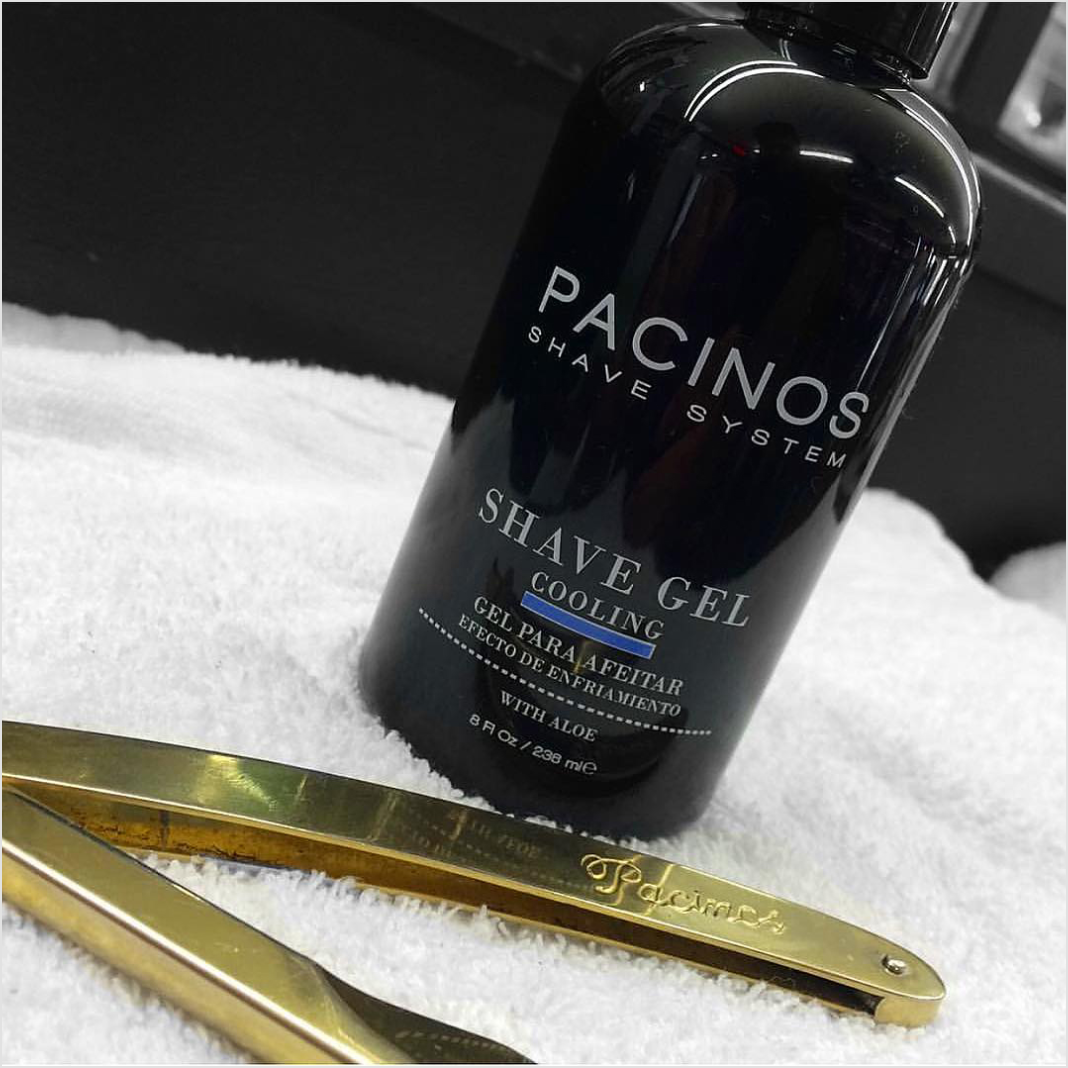 PACINOS
SHAVE SYSTEM
SHAVE GEL
COOLING
GEL PARA AFEITAR
EFECTO DE ENFRIAMIENTO
WITH ALOE
8 Fl Oz / 236 ml℮
Pacinos